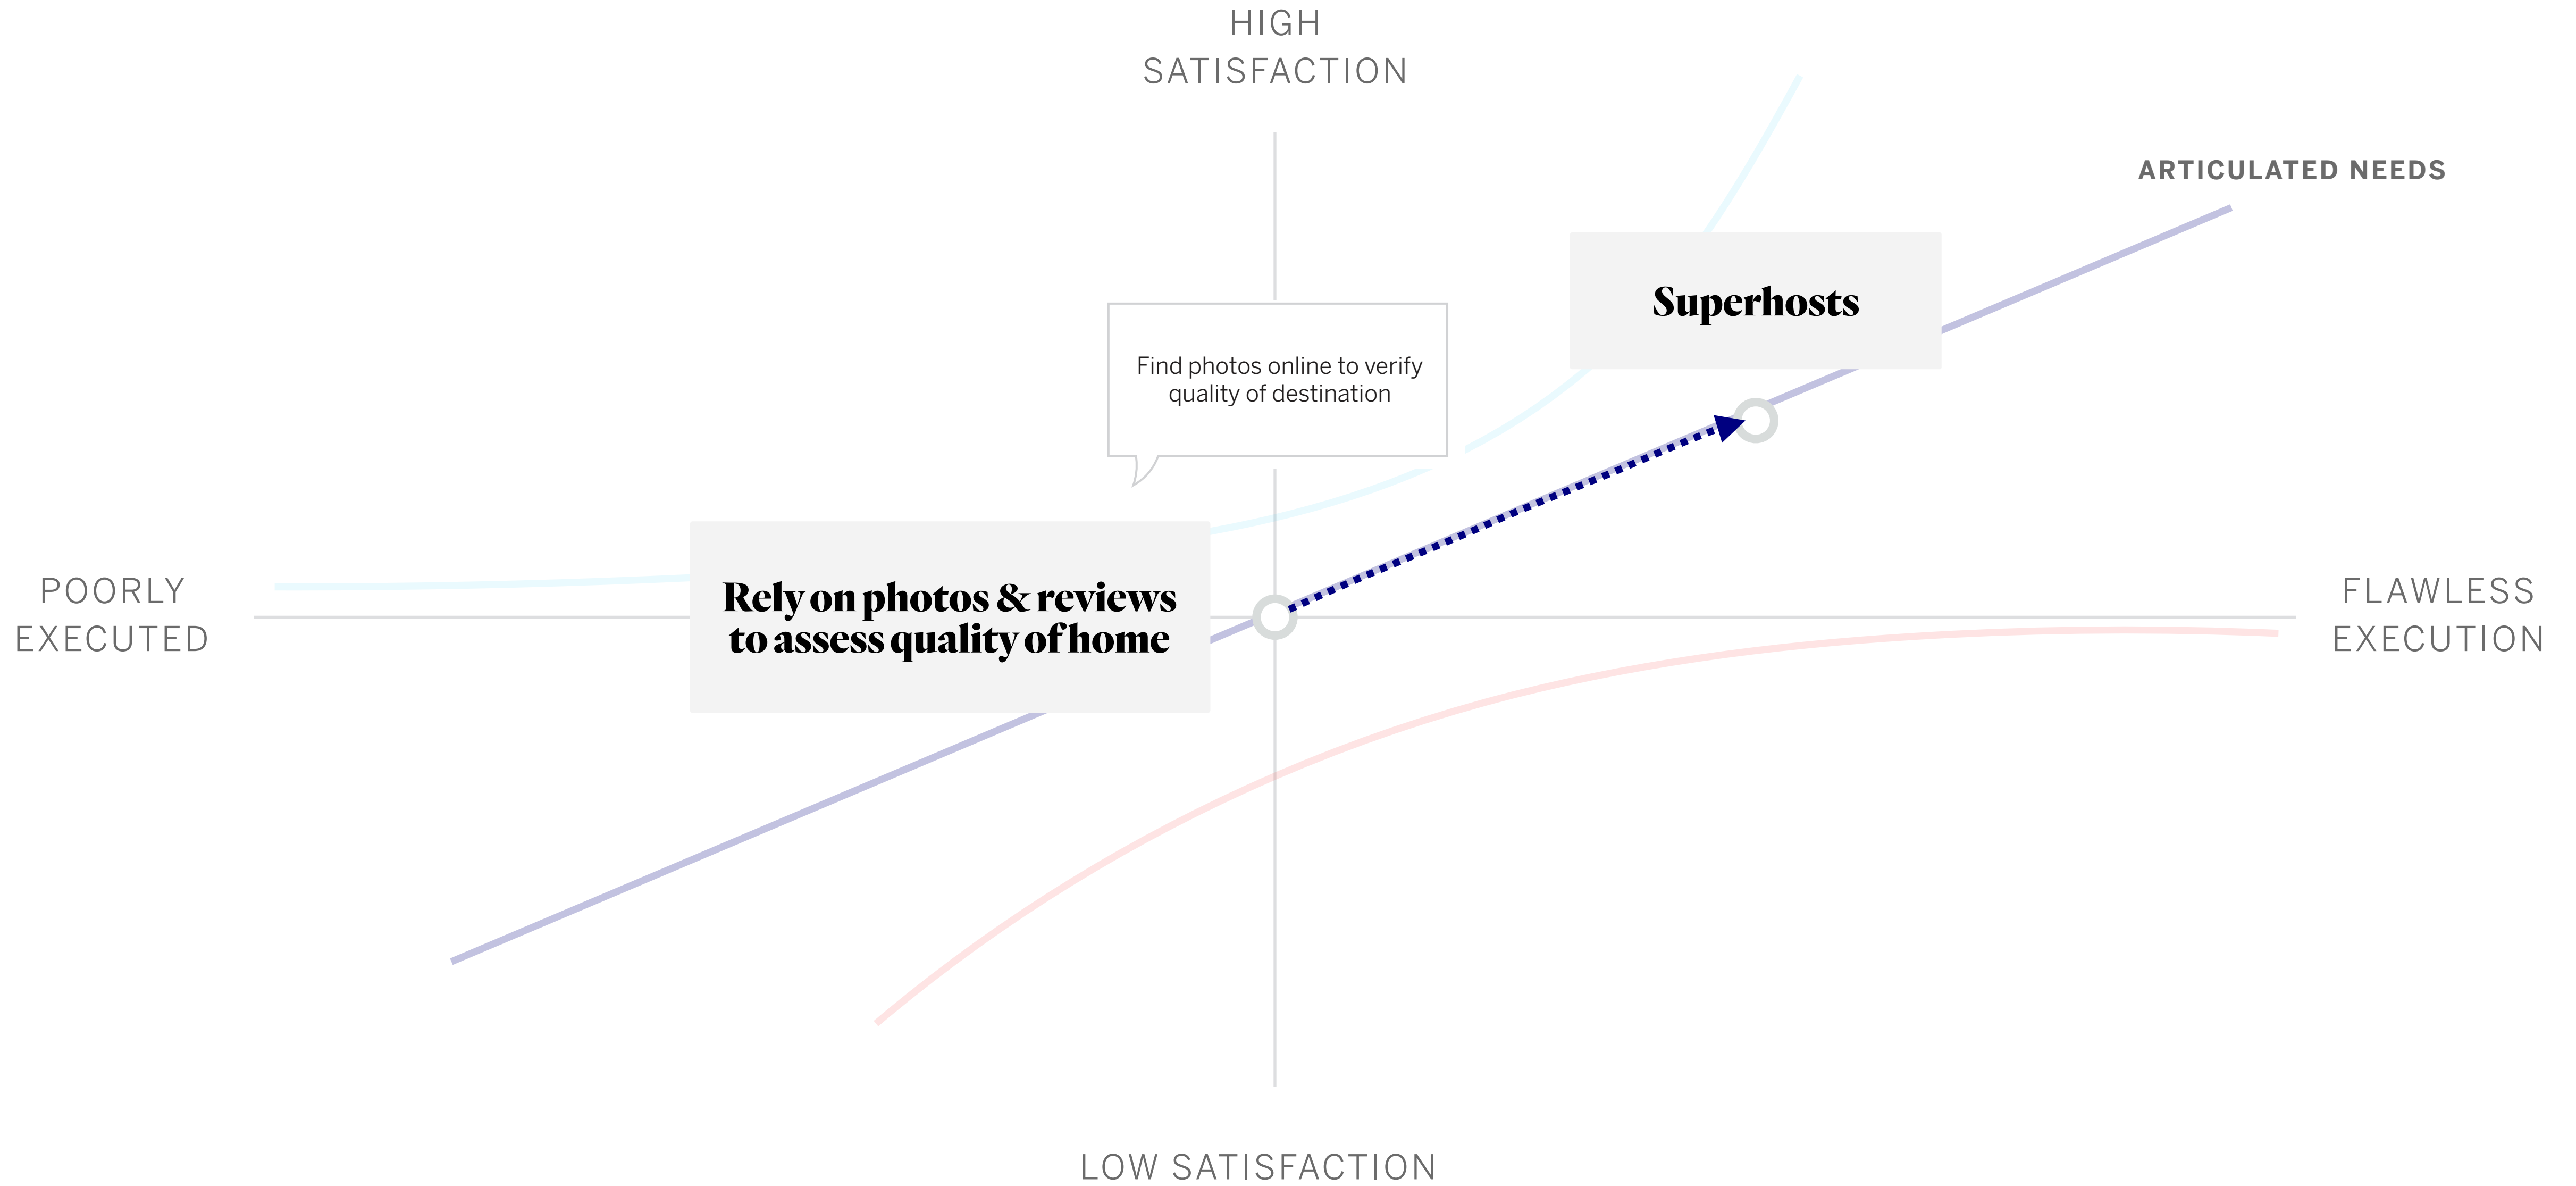 HIGH
SATISFACTION
ARTICULATED NEEDS
Superhosts
Find photos online to verify
quality of destination
POORLY
EXECUTED
Rely on photos & reviews
to assess quality of home
FLAWLESS
EXECUTION
LOW SATISFACTION